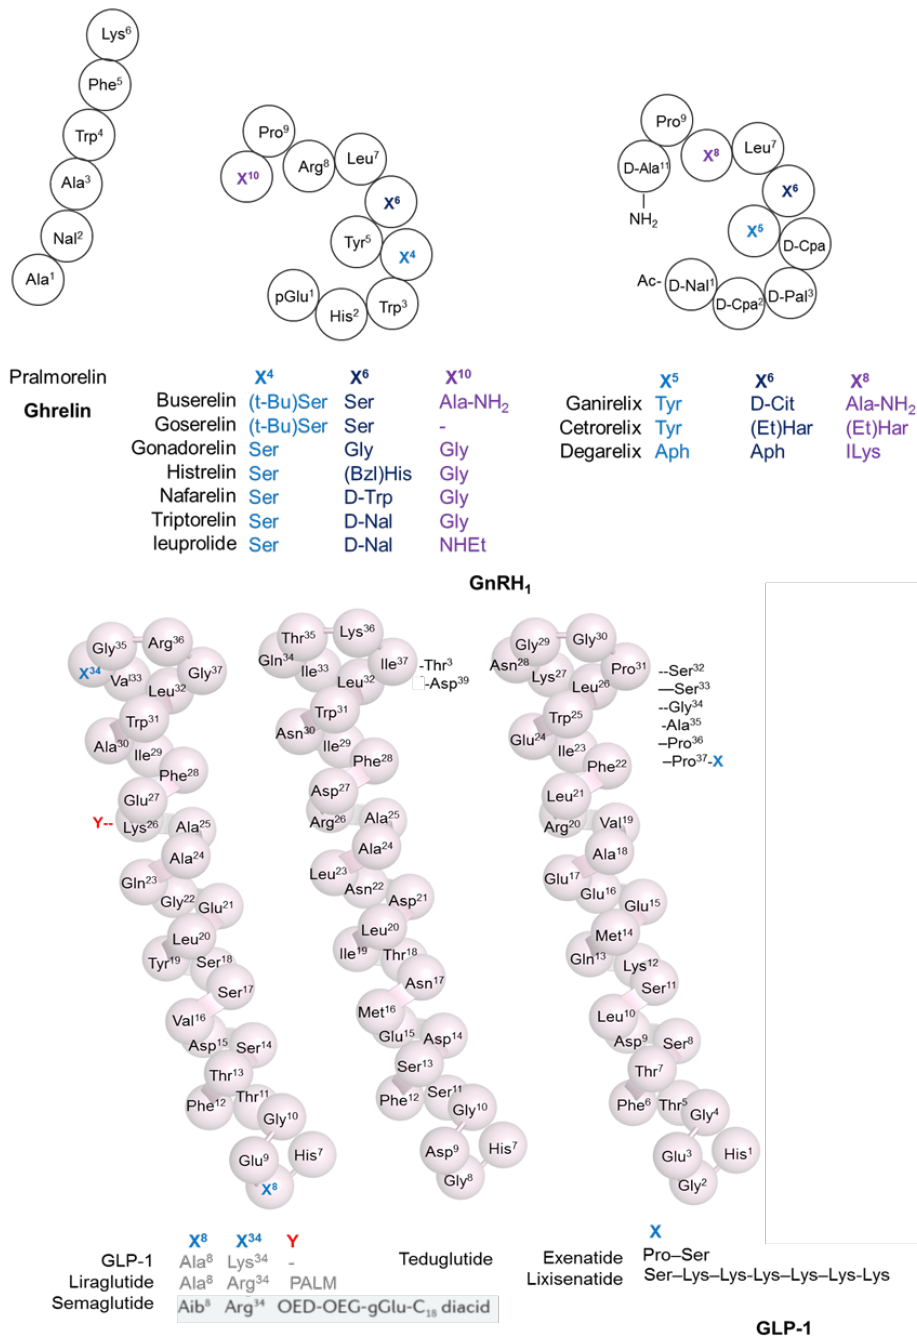 Lys⁶
Phe⁵
Trp⁴
Ala³
Nal²
Ala¹
Pralmorelin
Ghrelin
Pro⁹
X¹⁰
Arg⁸
Leu⁷
X⁶
Tyr⁵
X⁴
pGlu¹
His²
Trp³
X⁴ X⁶ X¹⁰
Buserelin (t-Bu)Ser Ser Ala-NH₂
Goserelin (t-Bu)Ser Ser -
Gonadorelin Ser Gly Gly
Histrelin Ser (Bzl)His Gly
Nafarelin Ser D-Trp Gly
Triptorelin Ser D-Nal Gly
leuprolide Ser D-Nal NHEt
Pro⁹
D-Ala¹¹
NH₂
X⁸
Leu⁷
X⁶
X⁵
D-Cpa
Ac-
D-Nal¹
D-Cpa²
D-Pal³
X⁵ X⁶ X⁸
Ganirelix Tyr D-Cit Ala-NH₂
Cetrorelix Tyr (Et)Har (Et)Har
Degarelix Aph Aph ILys
GnRH₁
Gly³⁵
Arg³⁶
X³⁴
Val³³
Leu³²
Gly³⁷
Trp³¹
Ala³⁰
Ile²⁹
Phe²⁸
Glu²⁷
Y--
Lys²⁶
Ala²⁵
Ala²⁴
Gln²³
Gly²²
Glu²¹
Leu²⁰
Tyr¹⁹
Ser¹⁸
Ser¹⁷
Val¹⁶
Asp¹⁵
Ser¹⁴
Thr¹³
Phe¹²
Thr¹¹
Gly¹⁰
Glu⁹
His⁷
X⁸
X⁸ X³⁴ Y
GLP-1 Ala⁸ Lys³⁴ -
Liraglutide Ala⁸ Arg³⁴ PALM
Semaglutide Aib⁸ Arg³⁴ OED-OEG-gGlu-C₁₈ diacid
Thr³⁵
Lys³⁶
Gln³⁴
Ile³³
Leu³²
Ile³⁷
-Thr³
-Asp³⁹
Trp³¹
Asn³⁰
Ile²⁹
Phe²⁸
Asp²⁷
Arg²⁶
Ala²⁵
Ala²⁴
Leu²³
Asn²²
Asp²¹
Leu²⁰
Ile¹⁹
Thr¹⁸
Asn¹⁷
Met¹⁶
Glu¹⁵
Asp¹⁴
Ser¹³
Phe¹²
Ser¹¹
Gly¹⁰
Asp⁹
His⁷
Gly⁸
Teduglutide
Gly²⁹
Gly³⁰
Asn²⁸
Lys²⁷
Leu²⁶
Pro³¹
--Ser³²
—Ser³³
--Gly³⁴
-Ala³⁵
–Pro³⁶
–Pro³⁷-X
Trp²⁵
Glu²⁴
Ile²³
Phe²²
Leu²¹
Arg²⁰
Val¹⁹
Ala¹⁸
Glu¹⁷
Glu¹⁶
Glu¹⁵
Met¹⁴
Gln¹³
Lys¹²
Ser¹¹
Leu¹⁰
Asp⁹
Ser⁸
Thr⁷
Phe⁶
Thr⁵
Gly⁴
Glu³
His¹
Gly²
X
Exenatide Pro–Ser
Lixisenatide Ser–Lys–Lys–Lys–Lys–Lys–Lys
GLP-1